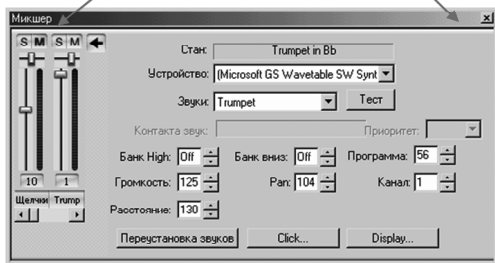 Микшер
S M S M
Стан: Trumpet in Bb
Устройство: (Microsoft GS Wavetable SW Synt
Звуки: Trumpet Тест
Контакта звук: Приоритет:
Банк High: Off Банк вниз: Off Программа: 56
Громкость: 125 Pan: 104 Канал: 1
Расстояние: 130
10 1
Щелчки Trump
Переустановка звуков Click... Display...